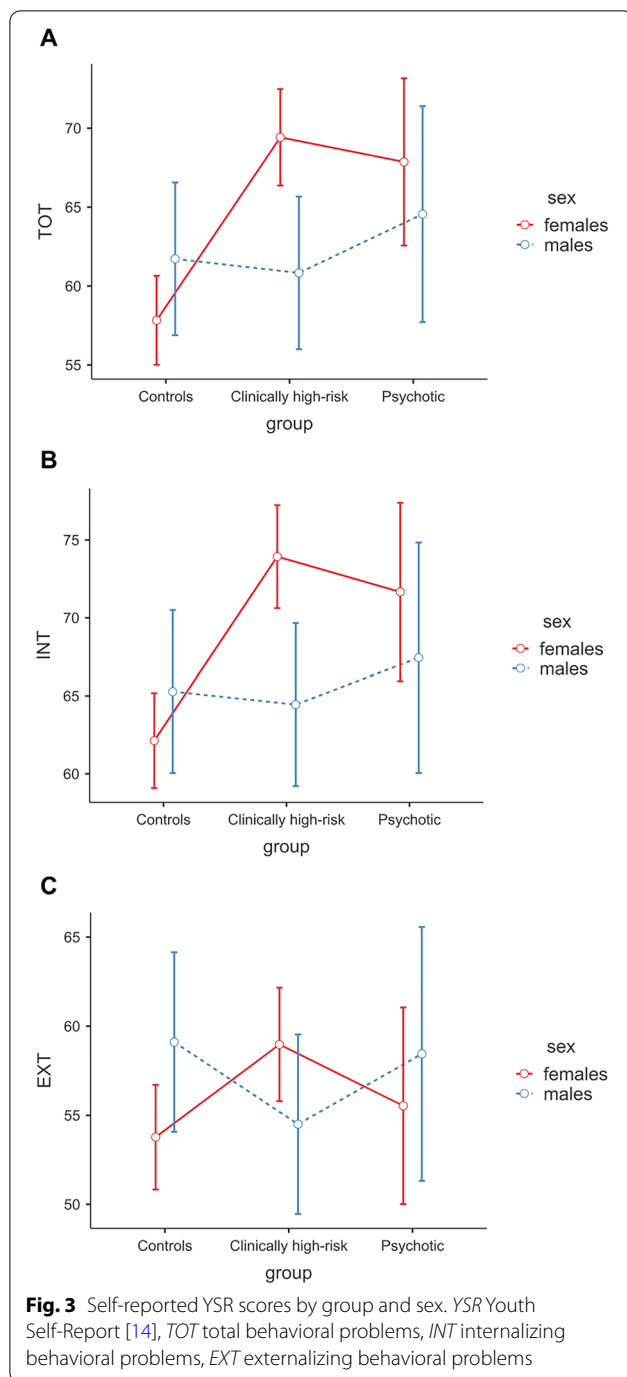 A
TOT
70
65
60
55
Controls Clinically high-risk Psychotic
group
sex
females
males
B
INT
75
70
65
60
Controls Clinically high-risk Psychotic
group
sex
females
males
C
EXT
65
60
55
50
Controls Clinically high-risk Psychotic
group
sex
females
males
Fig. 3 Self-reported YSR scores by group and sex. YSR Youth
Self-Report [14], TOT total behavioral problems, INT internalizing
behavioral problems, EXT externalizing behavioral problems